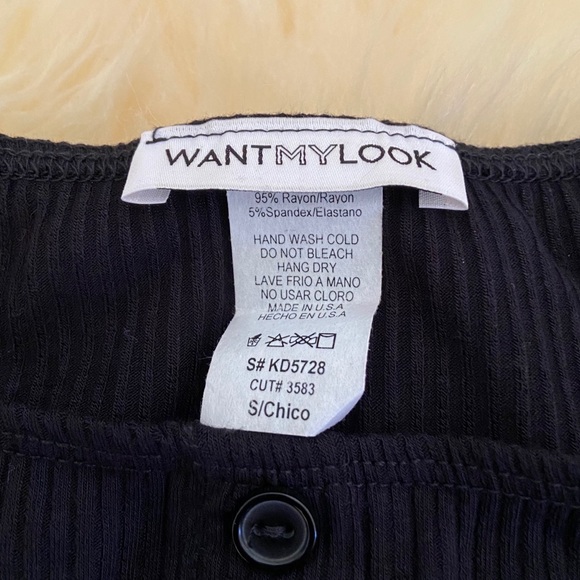 WANTMYLOOK
95% Rayon/Rayon
5%Spandex/Elastano
HAND WASH COLD
DO NOT BLEACH
HANG DRY
LAVE FRIO A MANO
NO USAR CLORO
MADE IN U.S.A
HECHO EN U.S.A
S# KD5728
CUT# 3583
S/Chico